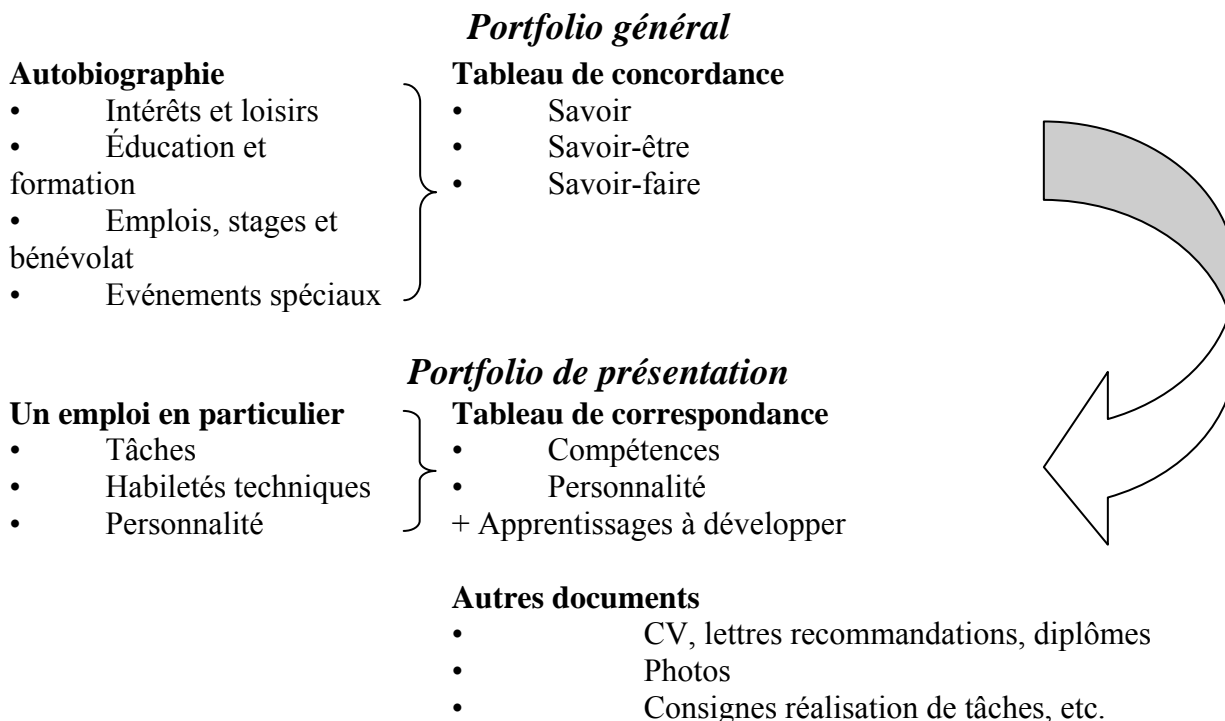 Portfolio général
Autobiographie
• Intérêts et loisirs
• Éducation et
formation
• Emplois, stages et
bénévolat
• Evénements spéciaux
Tableau de concordance
• Savoir
• Savoir-être
• Savoir-faire
Portfolio de présentation
Un emploi en particulier
• Tâches
• Habiletés techniques
• Personnalité
Tableau de correspondance
• Compétences
• Personnalité
+ Apprentissages à développer
Autres documents
• CV, lettres recommandations, diplômes
• Photos
• Consignes réalisation de tâches, etc.